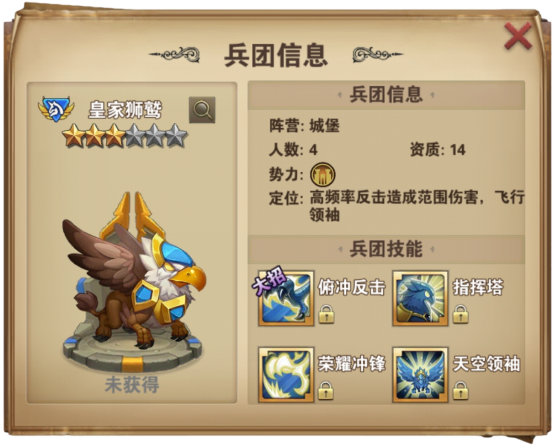 兵团信息
皇家狮鹫
兵团信息
阵营: 城堡
人数: 4 资质: 14
势力:
定位: 高频率反击造成范围伤害，飞行
领袖
兵团技能
大招 俯冲反击 指挥塔
荣耀冲锋 天空领袖
未获得